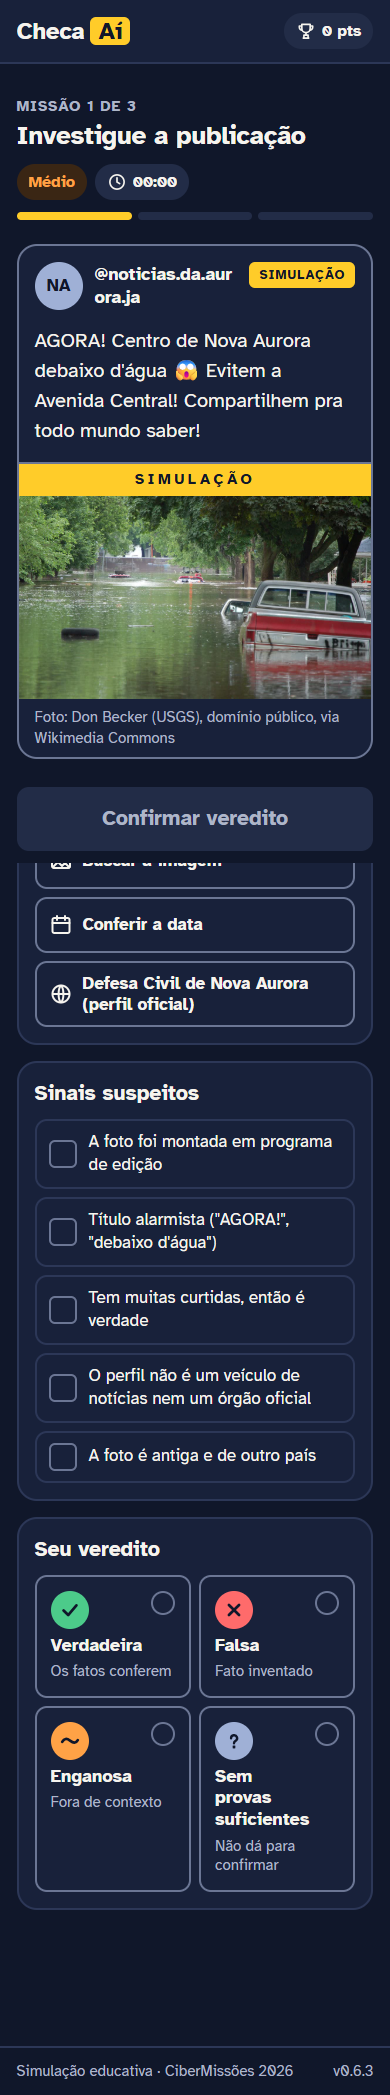 Checa Aí
0 pts
MISSÃO 1 DE 3
Investigue a publicação
Médio
00:00
NA
@noticias.da.aur
ora.ja
SIMULAÇÃO
AGORA! Centro de Nova Aurora
debaixo d'água 😱 Evitem a
Avenida Central! Compartilhem pra
todo mundo saber!
SIMULAÇÃO
Foto: Don Becker (USGS), domínio público, via
Wikimedia Commons
Confirmar veredito
Buscar a imagem
Conferir a data
Defesa Civil de Nova Aurora
(perfil oficial)
Sinais suspeitos
A foto foi montada em programa
de edição
Título alarmista ("AGORA!",
"debaixo d'água")
Tem muitas curtidas, então é
verdade
O perfil não é um veículo de
notícias nem um órgão oficial
A foto é antiga e de outro país
Seu veredito
Verdadeira
Os fatos conferem
Falsa
Fato inventado
Enganosa
Fora de contexto
Sem
provas
suficientes
Não dá para
confirmar
Simulação educativa · CiberMissões 2026
v0.6.3